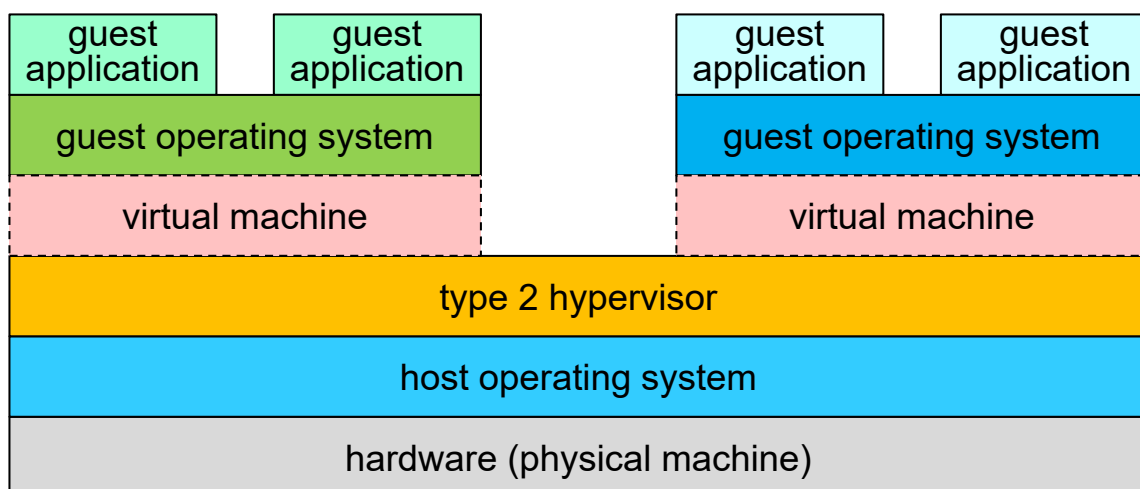 guest
application
guest
application
guest
application
guest
application
guest operating system
guest operating system
virtual machine
virtual machine
type 2 hypervisor
host operating system
hardware (physical machine)